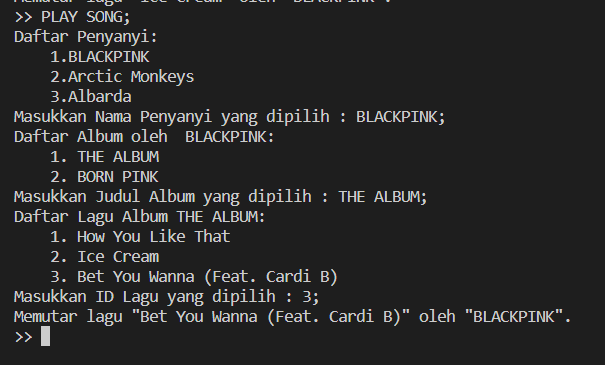 Memutar lagu "Ice Cream" oleh "BLACKPINK".
>> PLAY SONG;
Daftar Penyanyi:
1.BLACKPINK
2.Arctic Monkeys
3.Albarda
Masukkan Nama Penyanyi yang dipilih : BLACKPINK;
Daftar Album oleh  BLACKPINK:
1. THE ALBUM
2. BORN PINK
Masukkan Judul Album yang dipilih : THE ALBUM;
Daftar Lagu Album THE ALBUM:
1. How You Like That
2. Ice Cream
3. Bet You Wanna (Feat. Cardi B)
Masukkan ID Lagu yang dipilih : 3;
Memutar lagu "Bet You Wanna (Feat. Cardi B)" oleh "BLACKPINK".
>>